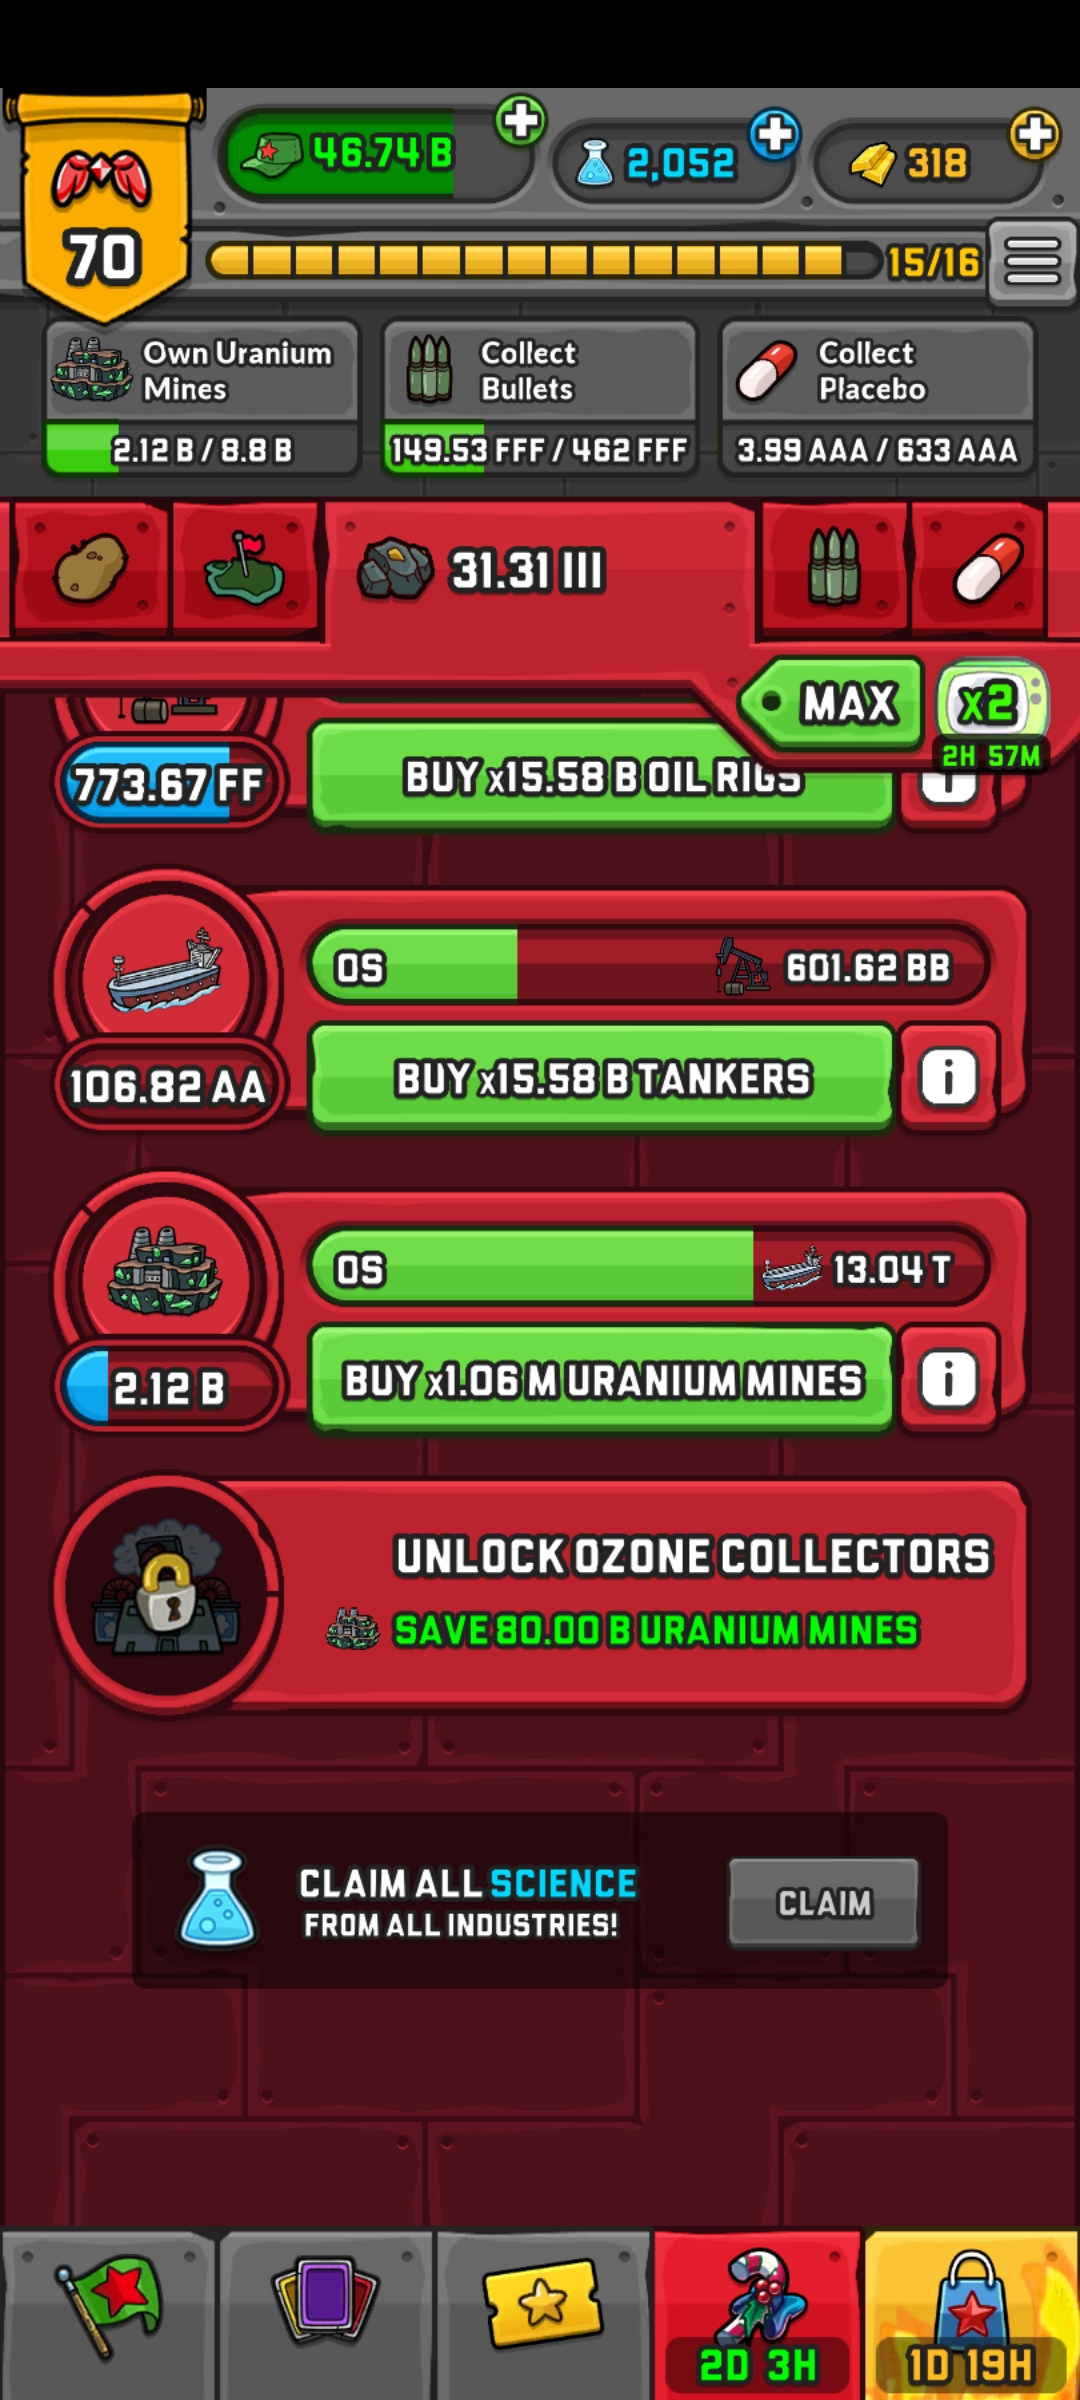 46.74 B
2,052
318
70
15/16
Own Uranium
Mines
2.12 B / 8.8 B
Collect
Bullets
149.53 FFF / 462 FFF
Collect
Placebo
3.99 AAA / 633 AAA
31.31 III
MAX
x2
2H 57M
773.67 FF
BUY x15.58 B OIL RIGS
0S
601.62 BB
106.82 AA
BUY x15.58 B TANKERS
i
0S
13.04 T
2.12 B
BUY x1.06 M URANIUM MINES
i
UNLOCK OZONE COLLECTORS
SAVE 80.00 B URANIUM MINES
CLAIM ALL SCIENCE
FROM ALL INDUSTRIES!
CLAIM
2D 3H
1D 19H